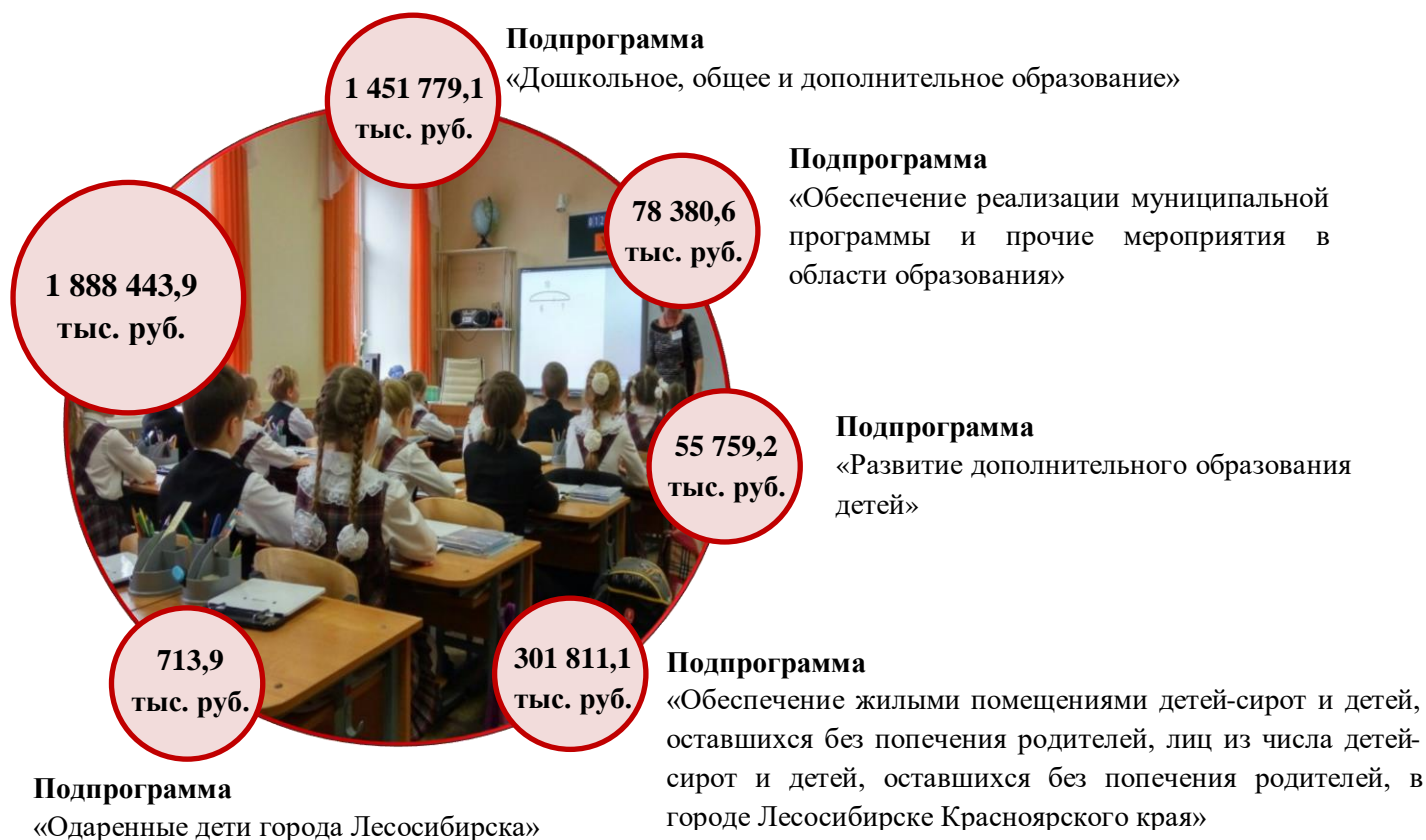 Подпрограмма
«Дошкольное, общее и дополнительное образование»
1 451 779,1
тыс. руб.
Подпрограмма
«Обеспечение реализации муниципальной
программы и прочие мероприятия в
области образования»
78 380,6
тыс. руб.
1 888 443,9
тыс. руб.
Подпрограмма
«Развитие дополнительного образования
детей»
55 759,2
тыс. руб.
713,9
тыс. руб.
301 811,1
тыс. руб.
Подпрограмма
«Обеспечение жилыми помещениями детей-сирот и детей,
оставшихся без попечения родителей, лиц из числа детей-
сирот и детей, оставшихся без попечения родителей, в
городе Лесосибирске Красноярского края»
Подпрограмма
«Одаренные дети города Лесосибирска»